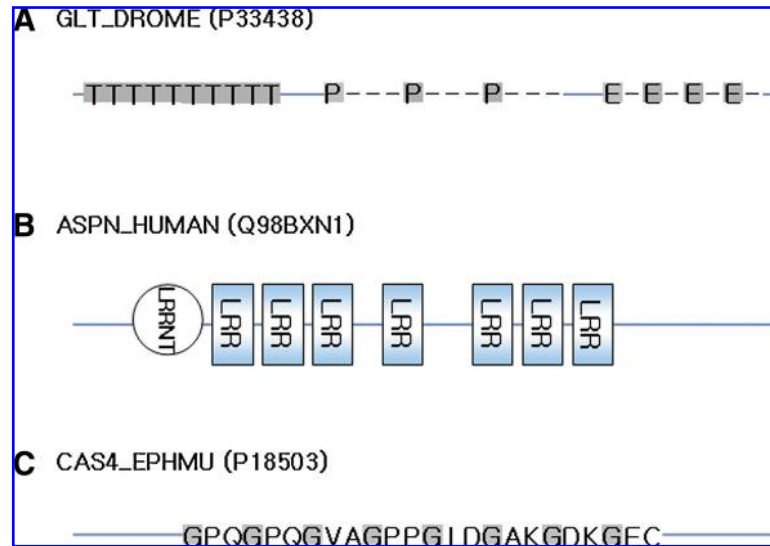 A GLT_DROME (P33438)
TTTTTTTTTT P---P---P--- E-E-E-E-
B ASPN_HUMAN (Q98BXN1)
LRRNT LRR LRR LRR LRR LRR LRR LRR
C CAS4_EPHMU (P18503)
GPQGPQGVAGPPGLDGAKGDKGEC